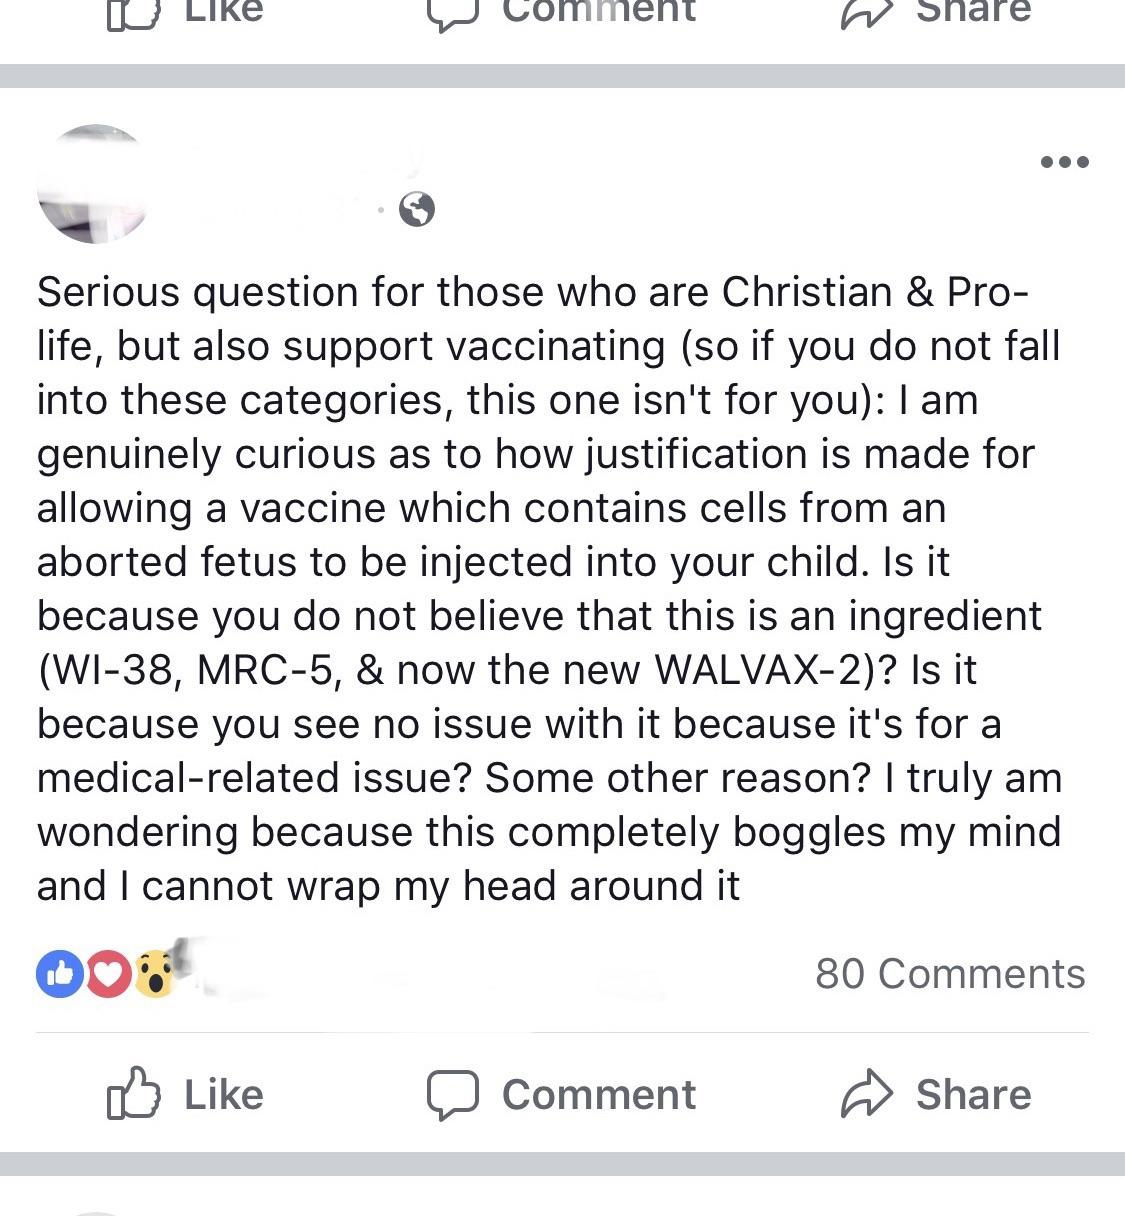 Like Comment Share
Serious question for those who are Christian & Pro-
life, but also support vaccinating (so if you do not fall
into these categories, this one isn't for you): I am
genuinely curious as to how justification is made for
allowing a vaccine which contains cells from an
aborted fetus to be injected into your child. Is it
because you do not believe that this is an ingredient
(WI-38, MRC-5, & now the new WALVAX-2)? Is it
because you see no issue with it because it's for a
medical-related issue? Some other reason? I truly am
wondering because this completely boggles my mind
and I cannot wrap my head around it
80 Comments
Like Comment Share